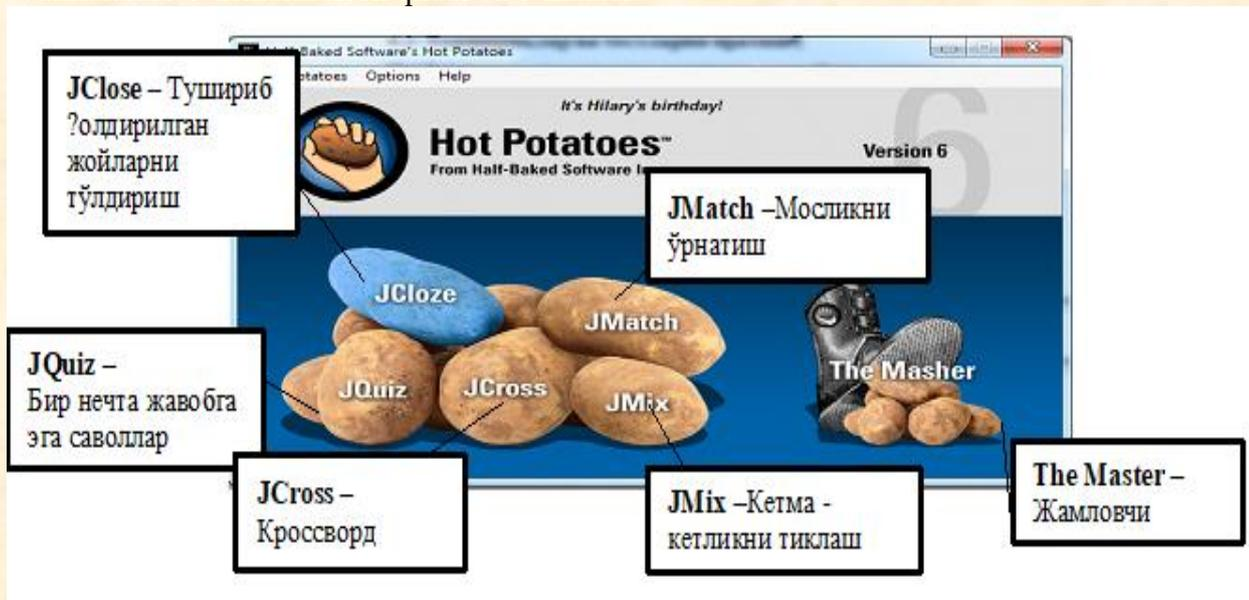 Half-Baked Software's Hot Potatoes
Potatoes Options Help
It's Hilary's birthday!
Hot Potatoes™
From Half-Baked Software
Version 6
6
JClose – Тушириб
?олдирилган
жойларни
тўлдириш
JMatch –Мосликни
ўрнатиш
JCloze
JMatch
The Masher
JQuiz
JCross
JMix
JQuiz –
Бир нечта жавобга
эга саволлар
JCross –
Кроссворд
JMix –Кетма -
кетликни тиклаш
The Master –
Жамловчи